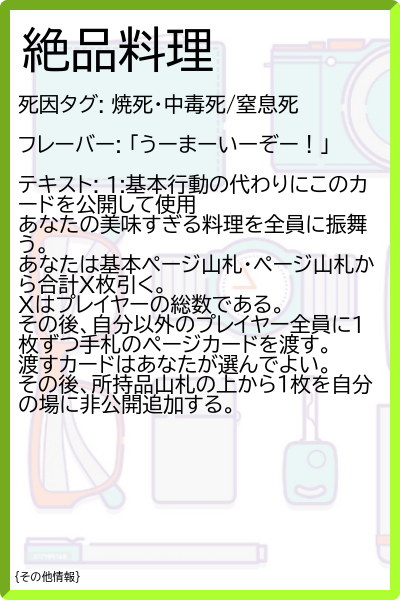 絶品料理
死因タグ: 焼死・中毒死/窒息死
フレーバー: 「うーまーいーぞー！」
テキスト: 1:基本行動の代わりにこのカ
ードを公開して使用
あなたの美味すぎる料理を全員に振舞
う。
あなたは基本ページ山札・ページ山札か
ら合計X枚引く。
Xはプレイヤーの総数である。
その後、自分以外のプレイヤー全員に1
枚ずつ手札のページカードを渡す。
渡すカードはあなたが選んでよい。
その後、所持品山札の上から1枚を自分
の場に非公開追加する。
{その他情報}